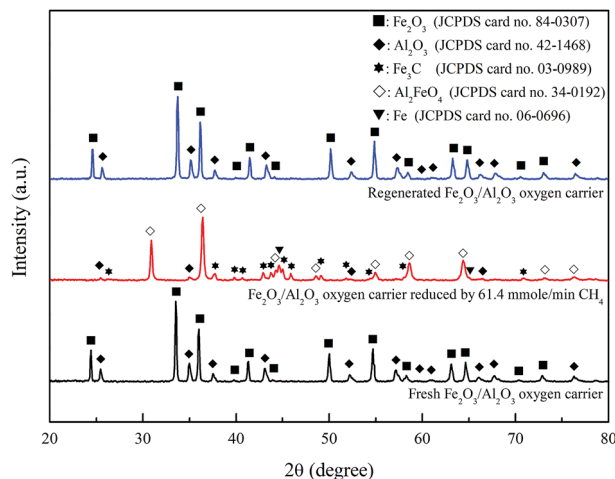 ■: Fe₂O₃ (JCPDS card no. 84-0307)
◆: Al₂O₃ (JCPDS card no. 42-1468)
✶: Fe₃C (JCPDS card no. 03-0989)
◇: Al₂FeO₄ (JCPDS card no. 34-0192)
▼: Fe (JCPDS card no. 06-0696)
Regenerated Fe₂O₃/Al₂O₃ oxygen carrier
Fe₂O₃/Al₂O₃ oxygen carrier reduced by 61.4 mmole/min CH₄
Fresh Fe₂O₃/Al₂O₃ oxygen carrier
Intensity (a.u.)
20 30 40 50 60 70 80
2θ (degree)